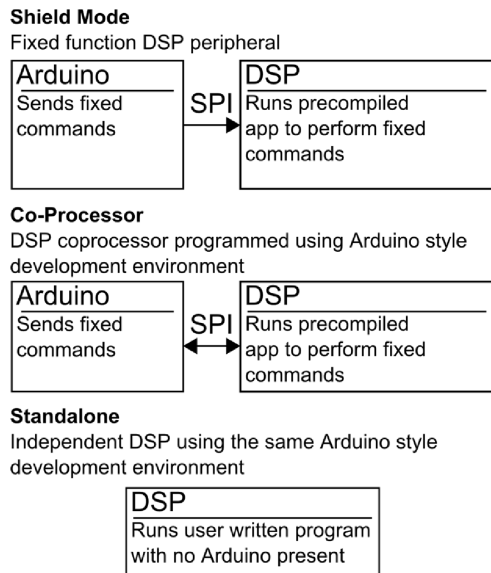 Shield Mode
Fixed function DSP peripheral
Arduino
Sends fixed
commands
SPI
DSP
Runs precompiled
app to perform fixed
commands
Co-Processor
DSP coprocessor programmed using Arduino style
development environment
Arduino
Sends fixed
commands
SPI
DSP
Runs precompiled
app to perform fixed
commands
Standalone
Independent DSP using the same Arduino style
development environment
DSP
Runs user written program
with no Arduino present